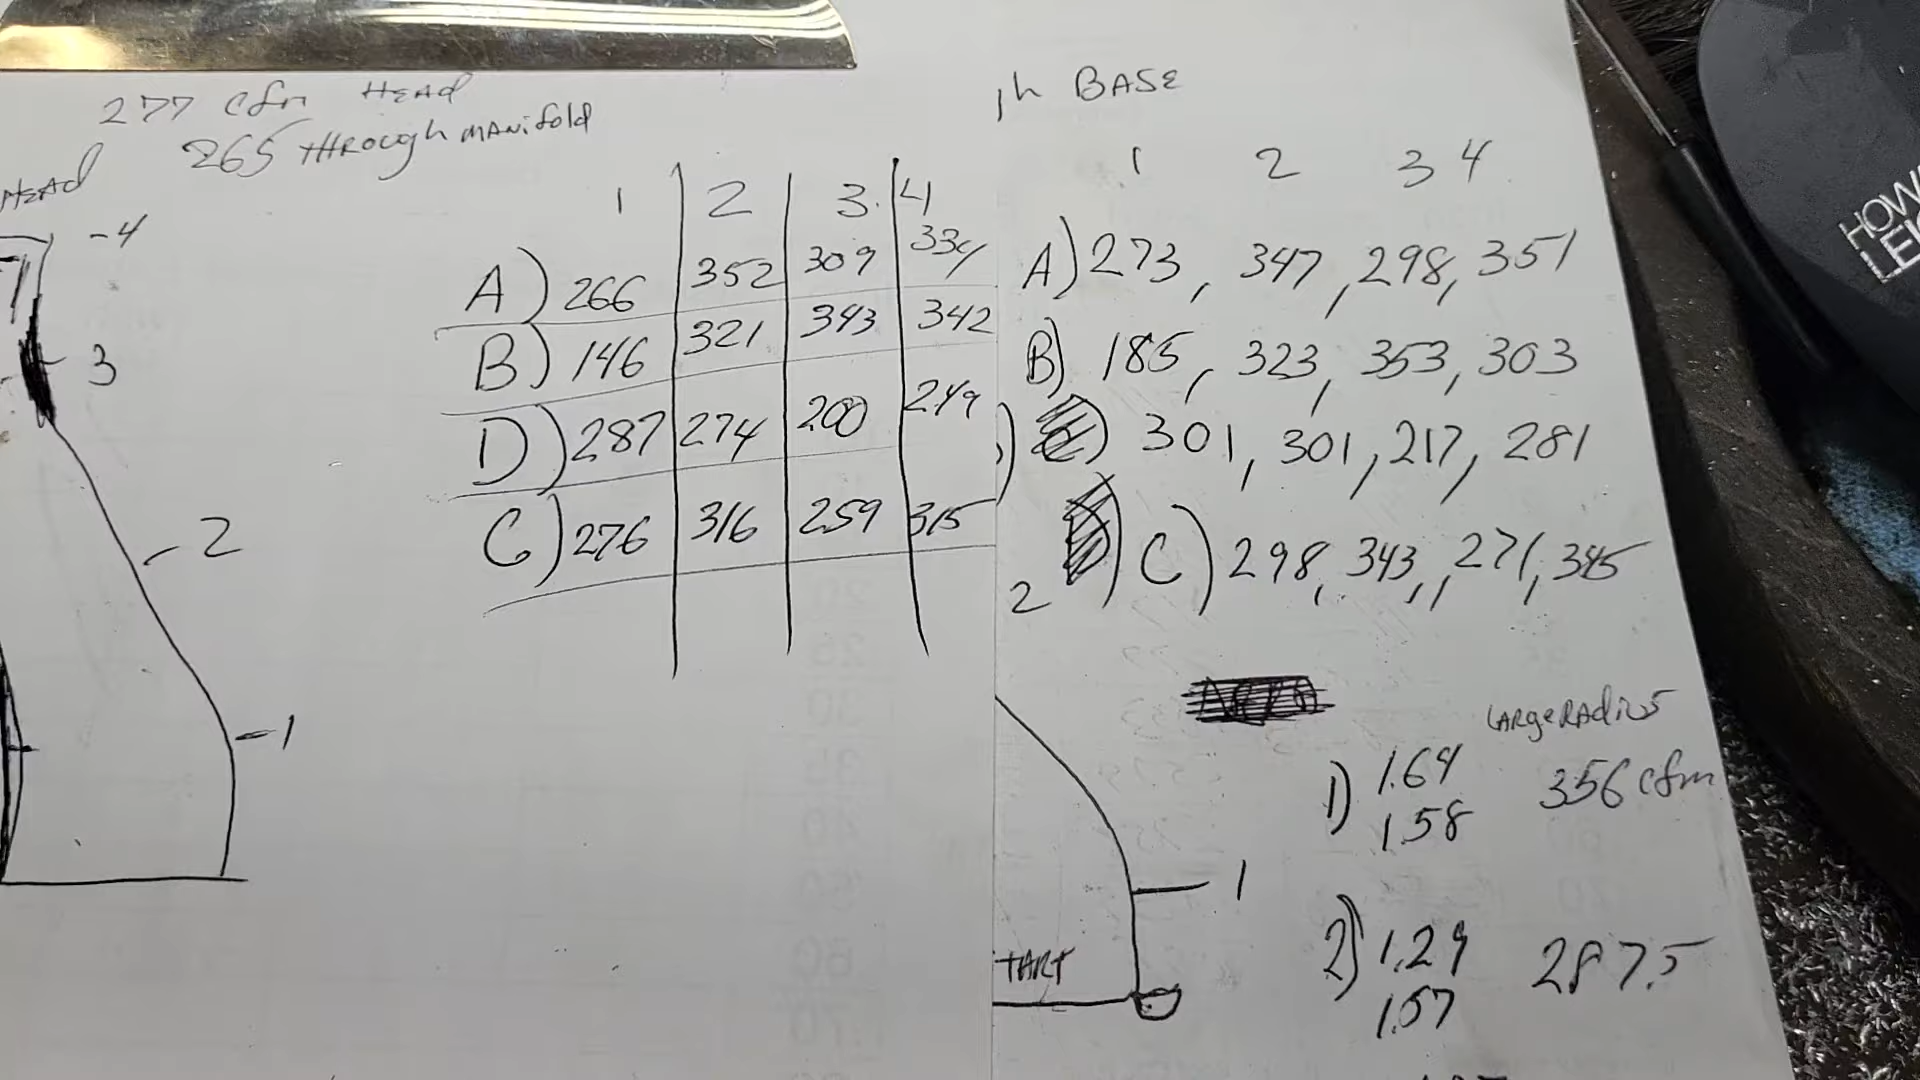 277 cfm HEAD
265 THROUGH MANifold
HEAD
-4
3
-2
-1
1 2 3. 4
A) 266 352 309 334
B) 146 321 343 342
D) 287 274 200 249
C) 276 316 259 315
BASE
1 2 3 4
A) 273, 347, 298, 351
B) 185, 323, 353, 303
) 301, 301, 217, 281
C) 298, 343, 271, 345
2
LARGE RADIUS
1) 1.64 356 cfm
1.58
1
TART
2) 1.29 287.5
1.57
HOW
LEI